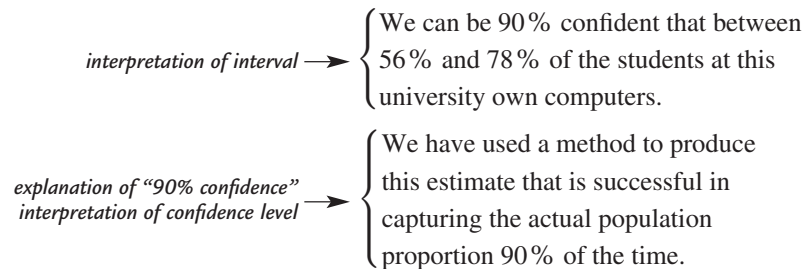 interpretation of interval
We can be 90% confident that between
56% and 78% of the students at this
university own computers.
explanation of “90% confidence”
interpretation of confidence level
We have used a method to produce
this estimate that is successful in
capturing the actual population
proportion 90% of the time.